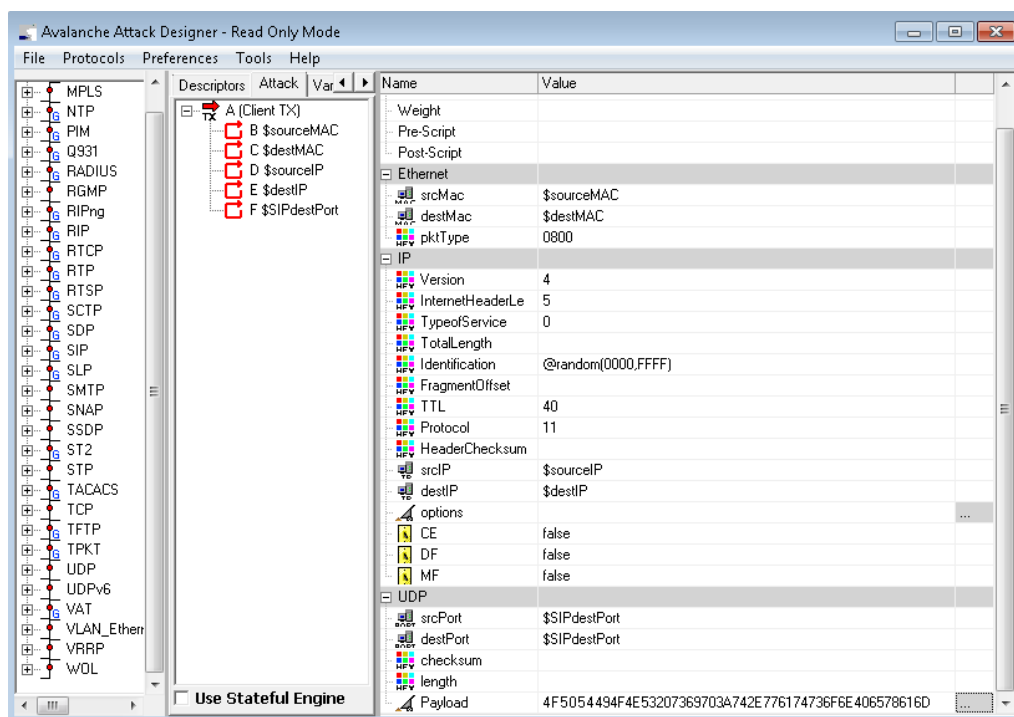 Avalanche Attack Designer - Read Only Mode
File Protocols Preferences Tools Help
MPLS
NTP
PIM
Q931
RADIUS
RGMP
RIPng
RIP
RTCP
RTP
RTSP
SCTP
SDP
SIP
SLP
SMTP
SNAP
SSDP
ST2
STP
TACACS
TCP
TFTP
TPKT
UDP
UDPv6
VAT
VLAN_Ethern
VRRP
WOL
Descriptors Attack Var
A (Client TX)
B $sourceMAC
C $destMAC
D $sourceIP
E $destIP
F $SIPdestPort
Use Stateful Engine
Name Value
Weight
Pre-Script
Post-Script
Ethernet
srcMac $sourceMAC
destMac $destMAC
pktType 0800
IP
Version 4
InternetHeaderLe 5
TypeofService 0
TotalLength
Identification @random(0000,FFFF)
FragmentOffset
TTL 40
Protocol 11
HeaderChecksum
srcIP $sourceIP
destIP $destIP
options ...
CE false
DF false
MF false
UDP
srcPort $SIPdestPort
destPort $SIPdestPort
checksum
length
Payload 4F5054494F4E53207369703A742E776174736F6E406578616D ...